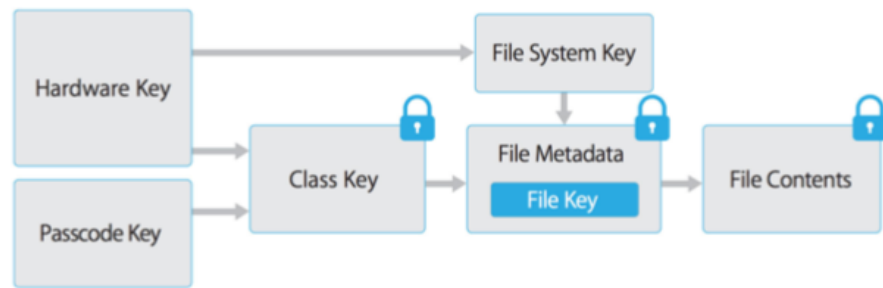 Hardware Key
File System Key
Class Key
File Metadata
File Key
File Contents
Passcode Key